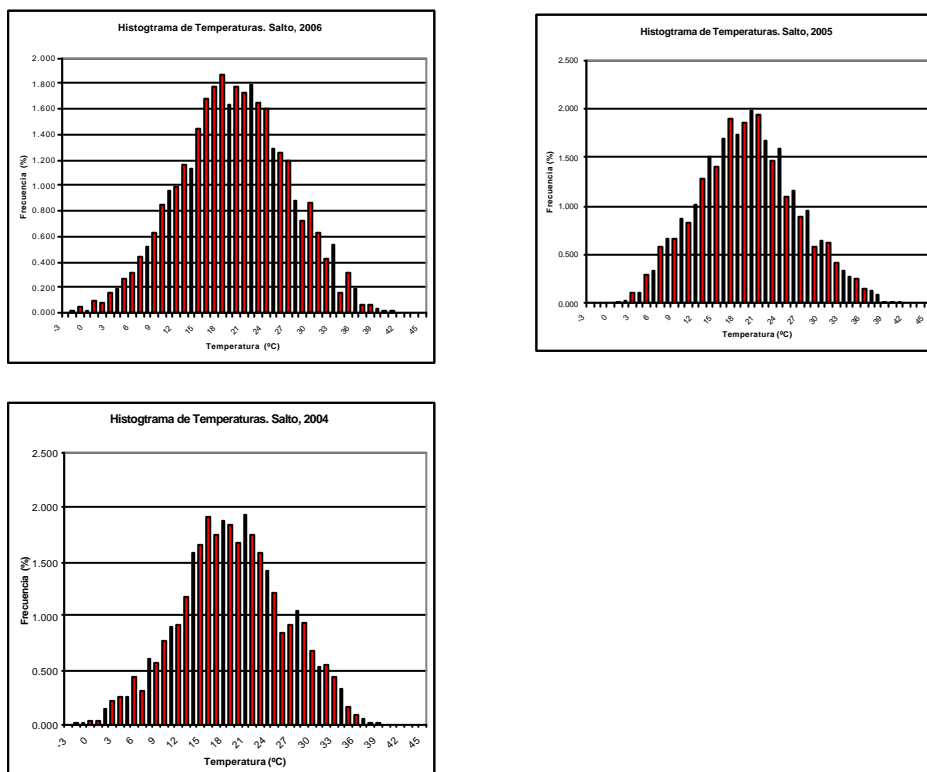 Histograma de Temperaturas. Salto, 2006
2.000
1.800
1.600
1.400
1.200
1.000
0.800
0.600
0.400
0.200
0.000
Frecuencia (%)
-3 0 3 6 9 12 15 18 21 24 27 30 33 36 39 42 45
Temperatura (ºC)
Histograma de Temperaturas. Salto, 2005
2.500
2.000
1.500
1.000
0.500
0.000
Frecuencia (%)
-3 0 3 6 9 12 15 18 21 24 27 30 33 36 39 42 45
Temperatura (ºC)
Histograma de Temperaturas. Salto, 2004
2.500
2.000
1.500
1.000
0.500
0.000
Frecuencia (%)
-3 0 3 6 9 12 15 18 21 24 27 30 33 36 39 42 45
Temperatura (ºC)